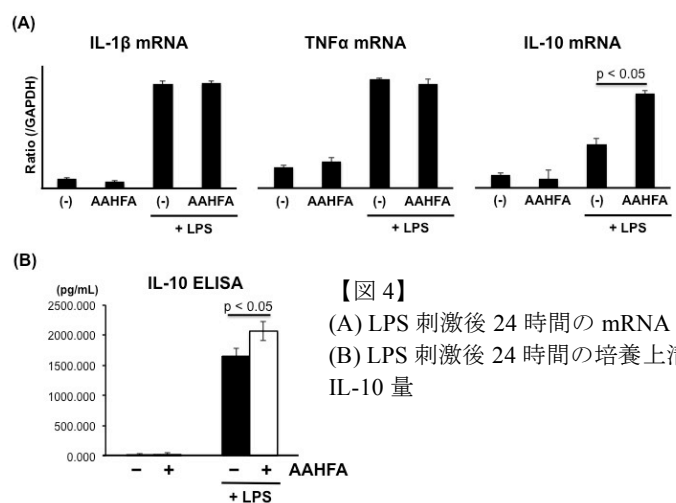 (A)
IL-1β mRNA
TNFα mRNA
IL-10 mRNA
Ratio (/GAPDH)
p < 0.05
(-) AAHFA (-) AAHFA
+ LPS
(-) AAHFA (-) AAHFA
+ LPS
(-) AAHFA (-) AAHFA
+ LPS
(B)
IL-10 ELISA
(pg/mL)
p < 0.05
2500.000
2000.000
1500.000
1000.000
500.000
0.000
− + − + AAHFA
+ LPS
【図 4】
(A) LPS 刺激後 24 時間の mRNA
(B) LPS 刺激後 24 時間の培養上清
IL-10 量